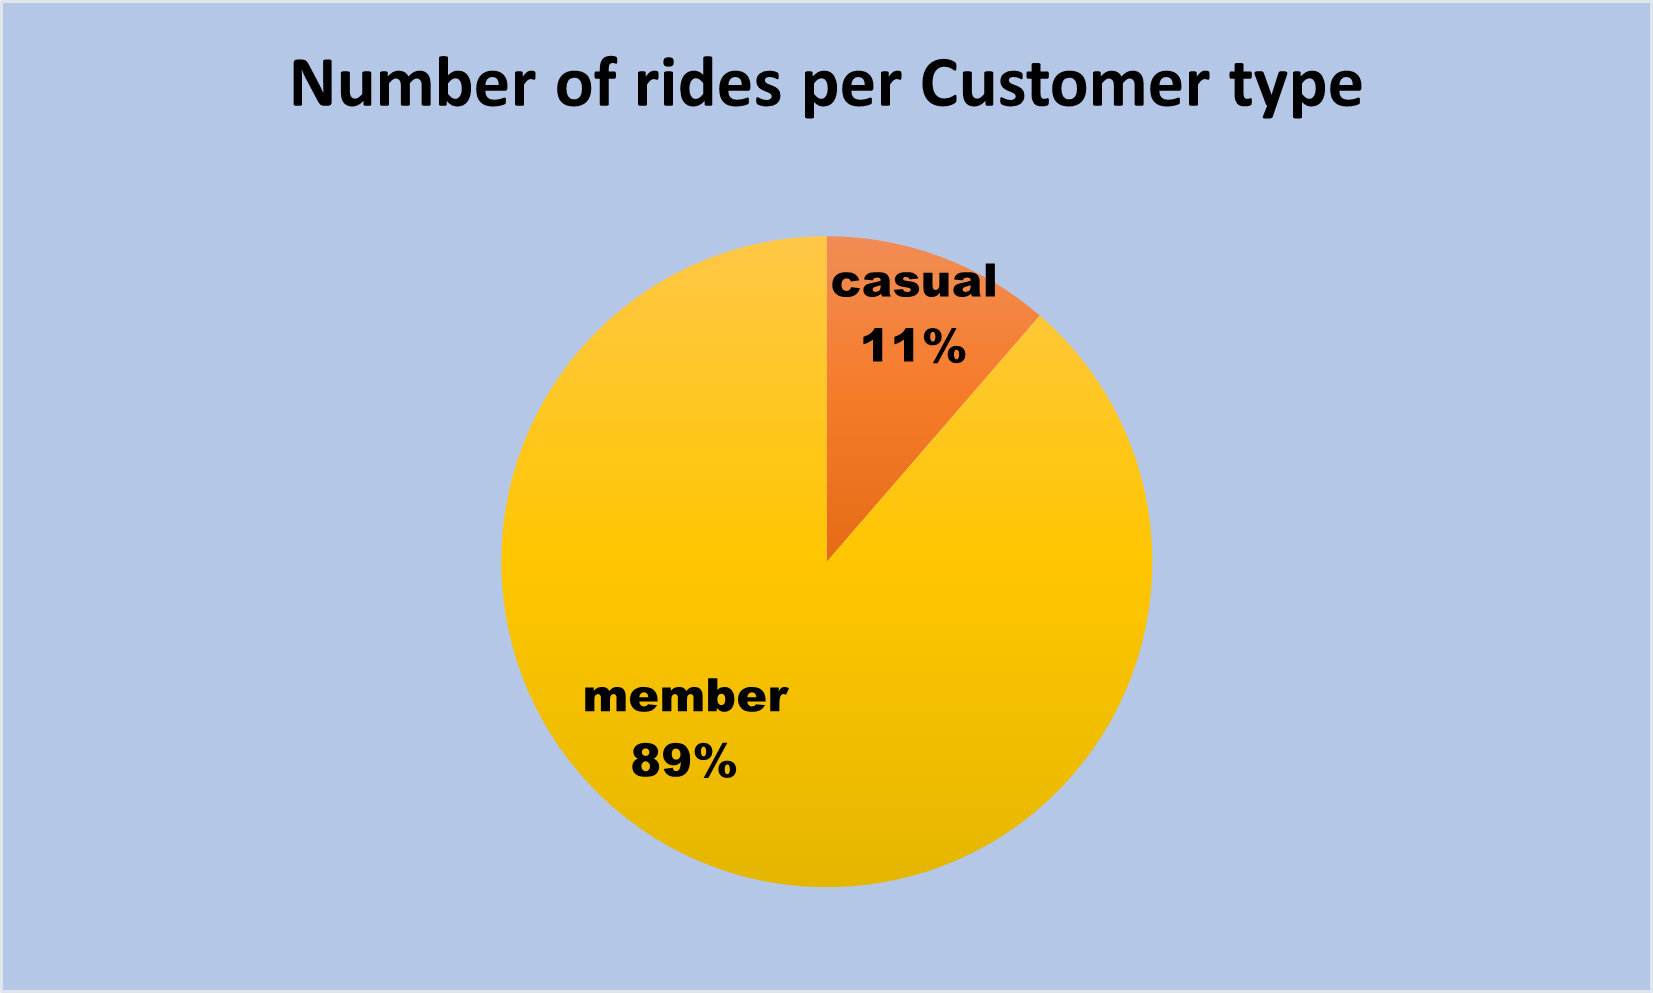 Number of rides per Customer type
casual
11%
member
89%